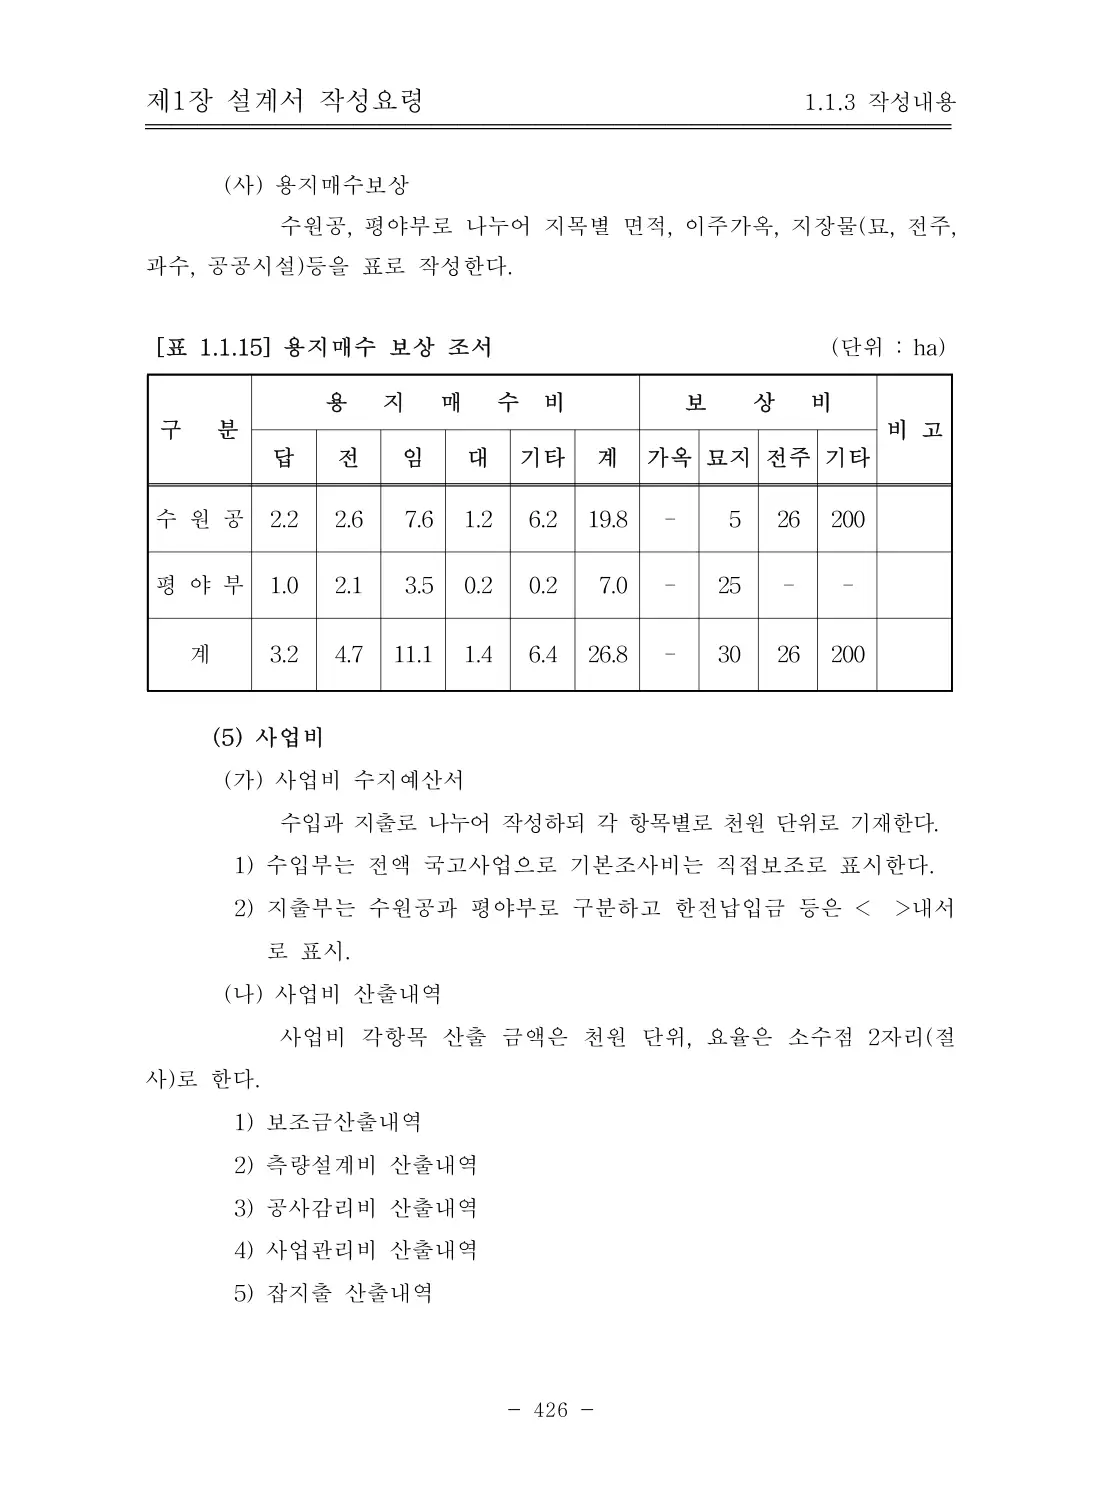 제1장 설계서 작성요령 1.1.3 작성내용
(사) 용지매수보상
수원공, 평야부로 나누어 지목별 면적, 이주가옥, 지장물(묘, 전주,
과수, 공공시설)등을 표로 작성한다.
[표 1.1.15] 용지매수 보상 조서 (단위 : ha)
구 분 용 지 매 수 비 보 상 비 비 고
답 전 임 대 기타 계 가옥 묘지 전주 기타
수 원 공 2.2 2.6 7.6 1.2 6.2 19.8 - 5 26 200
평 야 부 1.0 2.1 3.5 0.2 0.2 7.0 - 25 - -
계 3.2 4.7 11.1 1.4 6.4 26.8 - 30 26 200
(5) 사업비
(가) 사업비 수지예산서
수입과 지출로 나누어 작성하되 각 항목별로 천원 단위로 기재한다.
1) 수입부는 전액 국고사업으로 기본조사비는 직접보조로 표시한다.
2) 지출부는 수원공과 평야부로 구분하고 한전납입금 등은 < >내서
로 표시.
(나) 사업비 산출내역
사업비 각항목 산출 금액은 천원 단위, 요율은 소수점 2자리(절
사)로 한다.
1) 보조금산출내역
2) 측량설계비 산출내역
3) 공사감리비 산출내역
4) 사업관리비 산출내역
5) 잡지출 산출내역
- 426 -